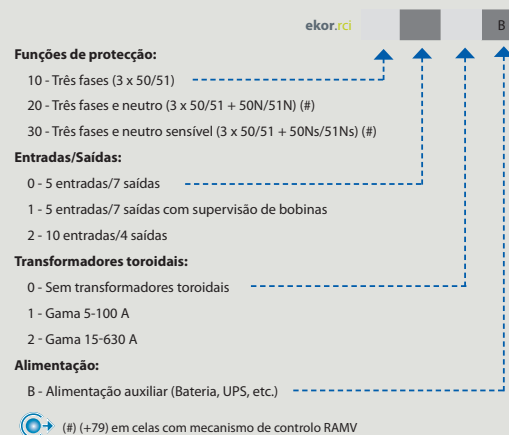 ekor.rci B
Funções de protecção:
10 - Três fases (3 x 50/51)
20 - Três fases e neutro (3 x 50/51 + 50N/51N) (#)
30 - Três fases e neutro sensível (3 x 50/51 + 50Ns/51Ns) (#)
Entradas/Saídas:
0 - 5 entradas/7 saídas
1 - 5 entradas/7 saídas com supervisão de bobinas
2 - 10 entradas/4 saídas
Transformadores toroidais:
0 - Sem transformadores toroidais
1 - Gama 5-100 A
2 - Gama 15-630 A
Alimentação:
B - Alimentação auxiliar (Bateria, UPS, etc.)
(#) (+79) em celas com mecanismo de controlo RAMV